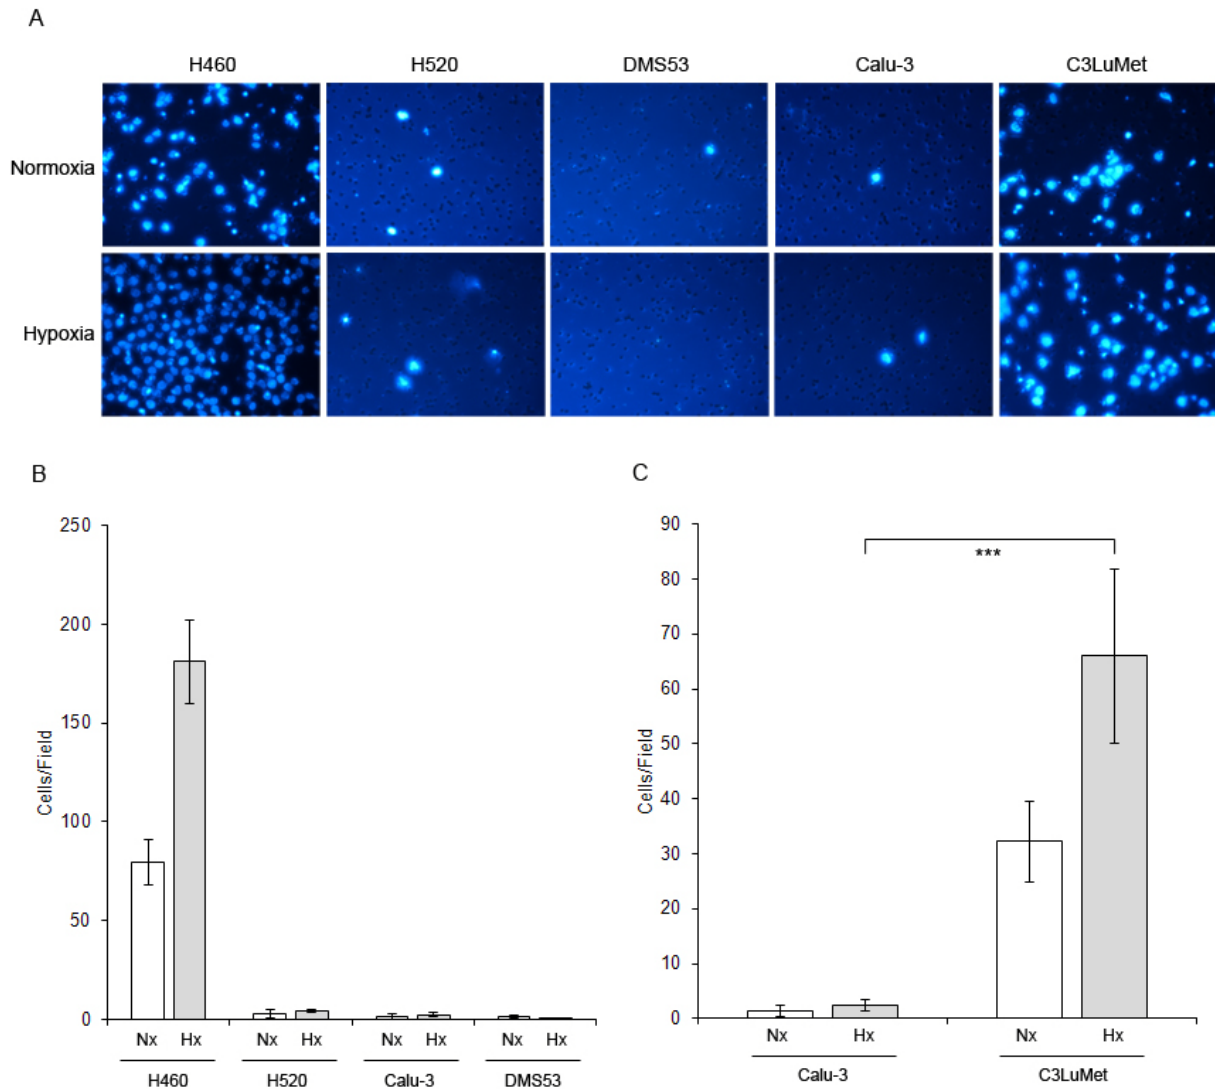 A
H460 H520 DMS53 Calu-3 C3LuMet
Normoxia
Hypoxia
B
250
200
150
100
50
0
Cells/Field
Nx Hx Nx Hx Nx Hx Nx Hx
H460 H520 Calu-3 DMS53
C
90
80
70
60
50
40
30
20
10
0
Cells/Field
***
Nx Hx Nx Hx
Calu-3 C3LuMet